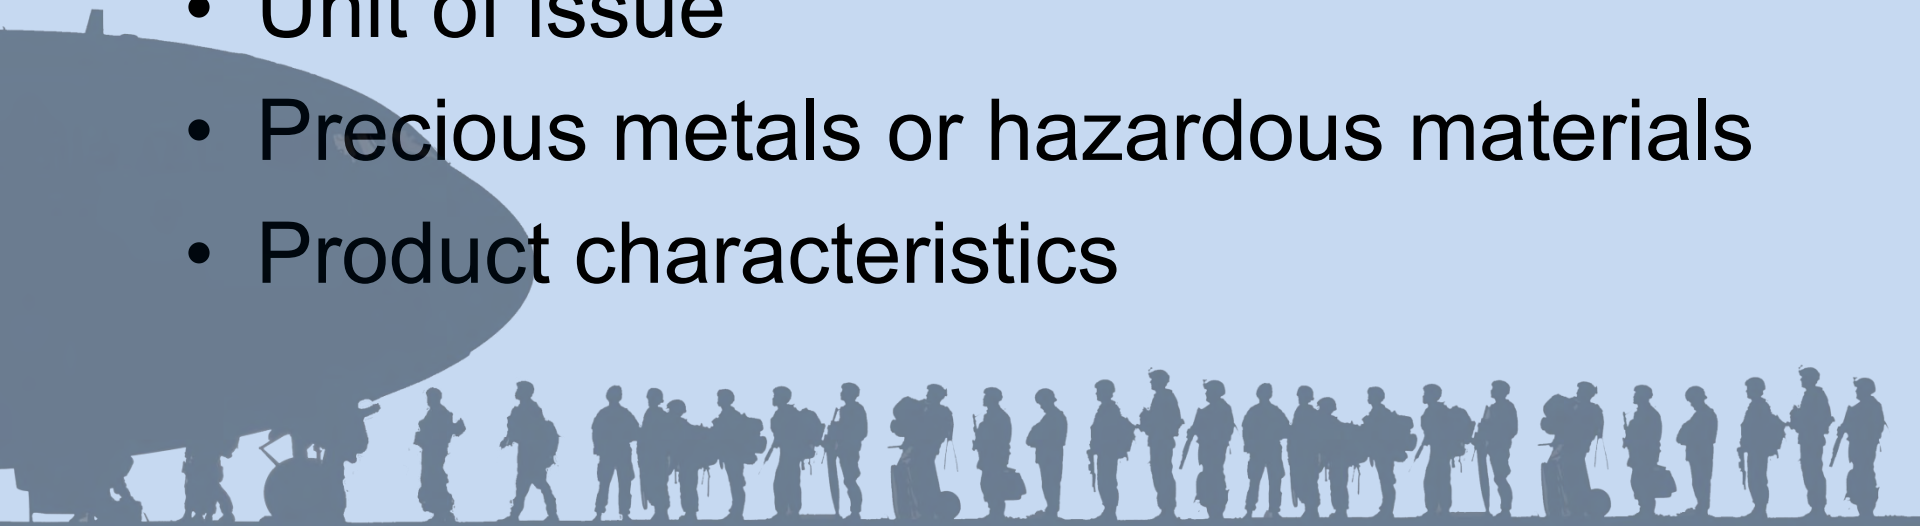 • Unit of issue
• Precious metals or hazardous materials
• Product characteristics